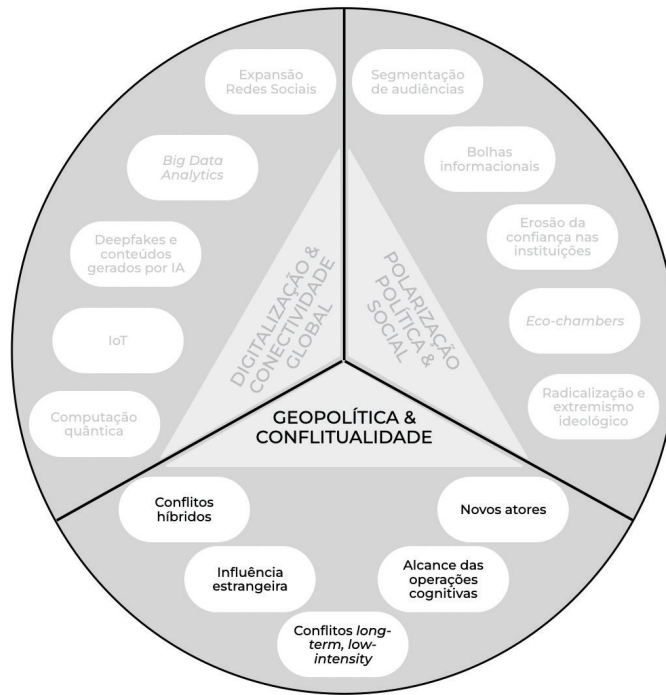 Expansão
Redes Sociais
Big Data
Analytics
Deepfakes e
conteúdos
gerados por IA
IoT
Computação
quântica
DIGITALIZAÇÃO &
CONECTIVIDADE
GLOBAL
Segmentação
de audiências
Bolhas
informacionais
Erosão da
confiança nas
instituições
Eco-chambers
Radicalização e
extremismo
ideológico
POLARIZAÇÃO
POLÍTICA &
SOCIAL
GEOPOLÍTICA &
CONFLITUALIDADE
Conflitos
híbridos
Influência
estrangeira
Conflitos long-
term, low-
intensity
Alcance das
operações
cognitivas
Novos atores